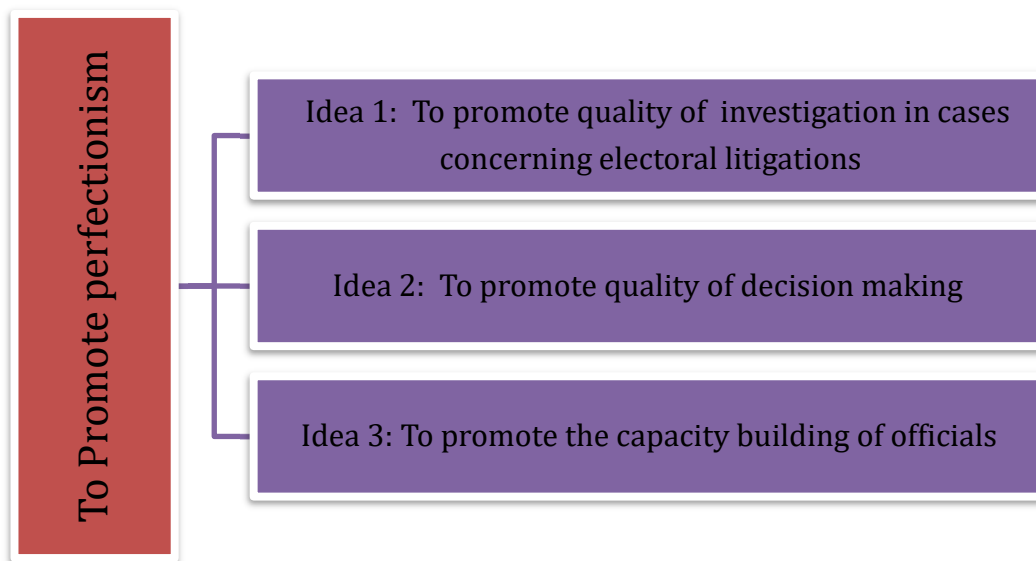 To Promote perfectionism
Idea 1:  To promote quality of  investigation in cases
concerning electoral litigations
Idea 2:  To promote quality of decision making
Idea 3: To promote the capacity building of officials